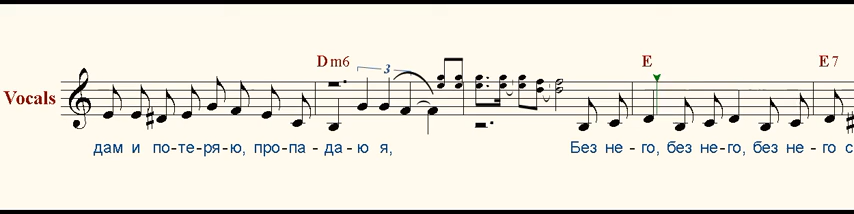 Dm6 E E7
3
Vocals
дам и по-те-ря-ю, про-па-да-ю я, Без не-го, без не-го, без не-го с